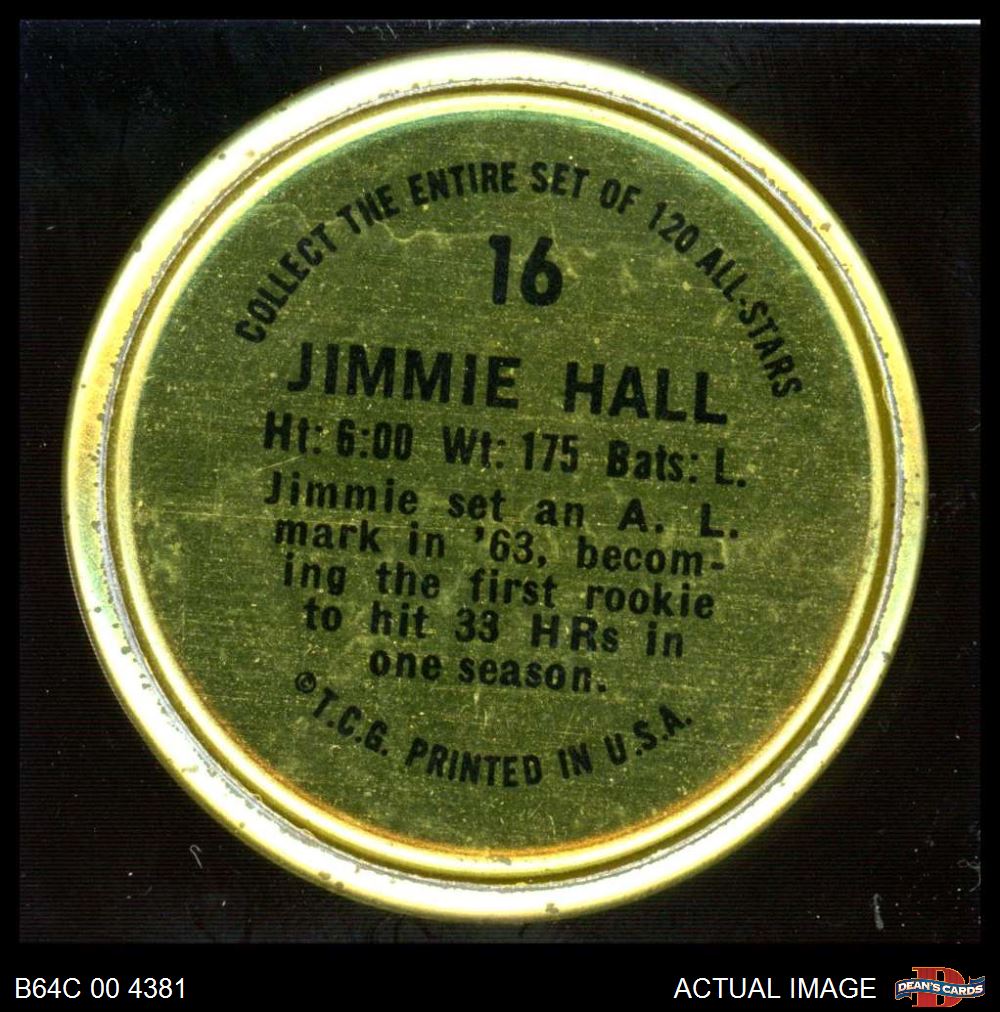 COLLECT THE ENTIRE SET OF 120 ALL-STARS
16
JIMMIE HALL
Ht: 6:00 Wt: 175 Bats: L.
Jimmie set an A. L.
mark in '63, becom-
ing the first rookie
to hit 33 HRs in
one season.
©T.C.G. PRINTED IN U.S.A.
B64C 00 4381
ACTUAL IMAGE
DEAN'S CARDS